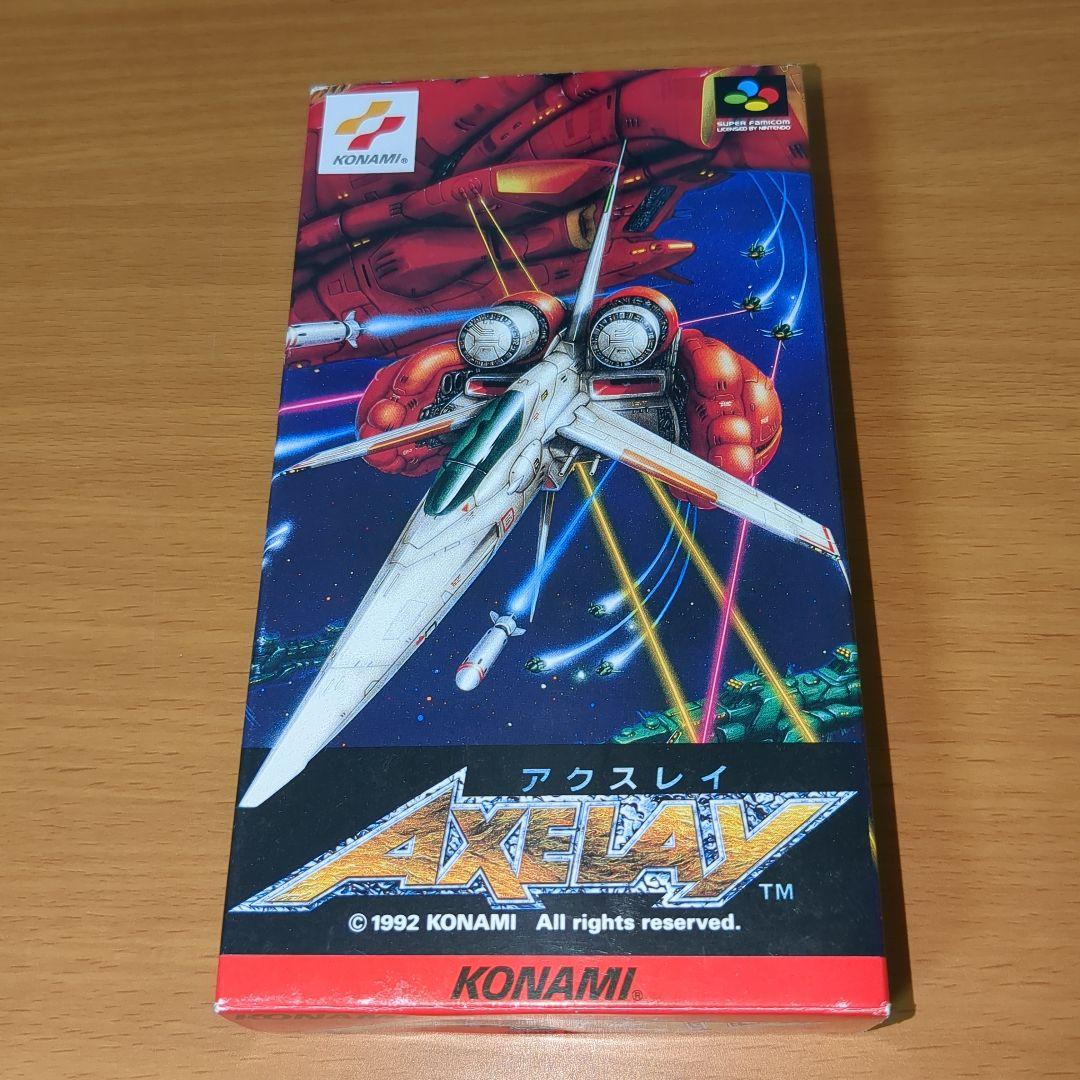 KONAMI®
SUPER FAMICOM
LICENSED BY NINTENDO
アクスレイ
AXELAY
TM
© 1992 KONAMI All rights reserved.
KONAMI®
KONAMI